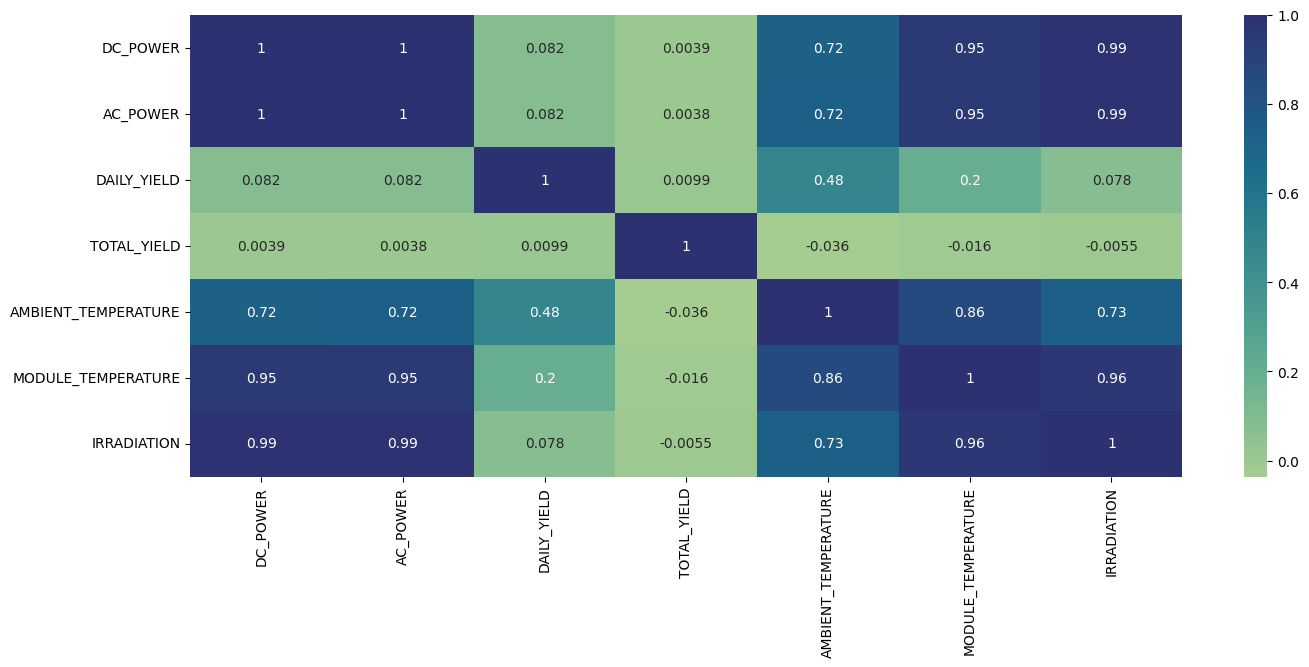 DC_POWER 1 1 0.082 0.0039 0.72 0.95 0.99
AC_POWER 1 1 0.082 0.0038 0.72 0.95 0.99
DAILY_YIELD 0.082 0.082 1 0.0099 0.48 0.2 0.078
TOTAL_YIELD 0.0039 0.0038 0.0099 1 -0.036 -0.016 -0.0055
AMBIENT_TEMPERATURE 0.72 0.72 0.48 -0.036 1 0.86 0.73
MODULE_TEMPERATURE 0.95 0.95 0.2 -0.016 0.86 1 0.96
IRRADIATION 0.99 0.99 0.078 -0.0055 0.73 0.96 1
DC_POWER
AC_POWER
DAILY_YIELD
TOTAL_YIELD
AMBIENT_TEMPERATURE
MODULE_TEMPERATURE
IRRADIATION
1.0
0.8
0.6
0.4
0.2
0.0